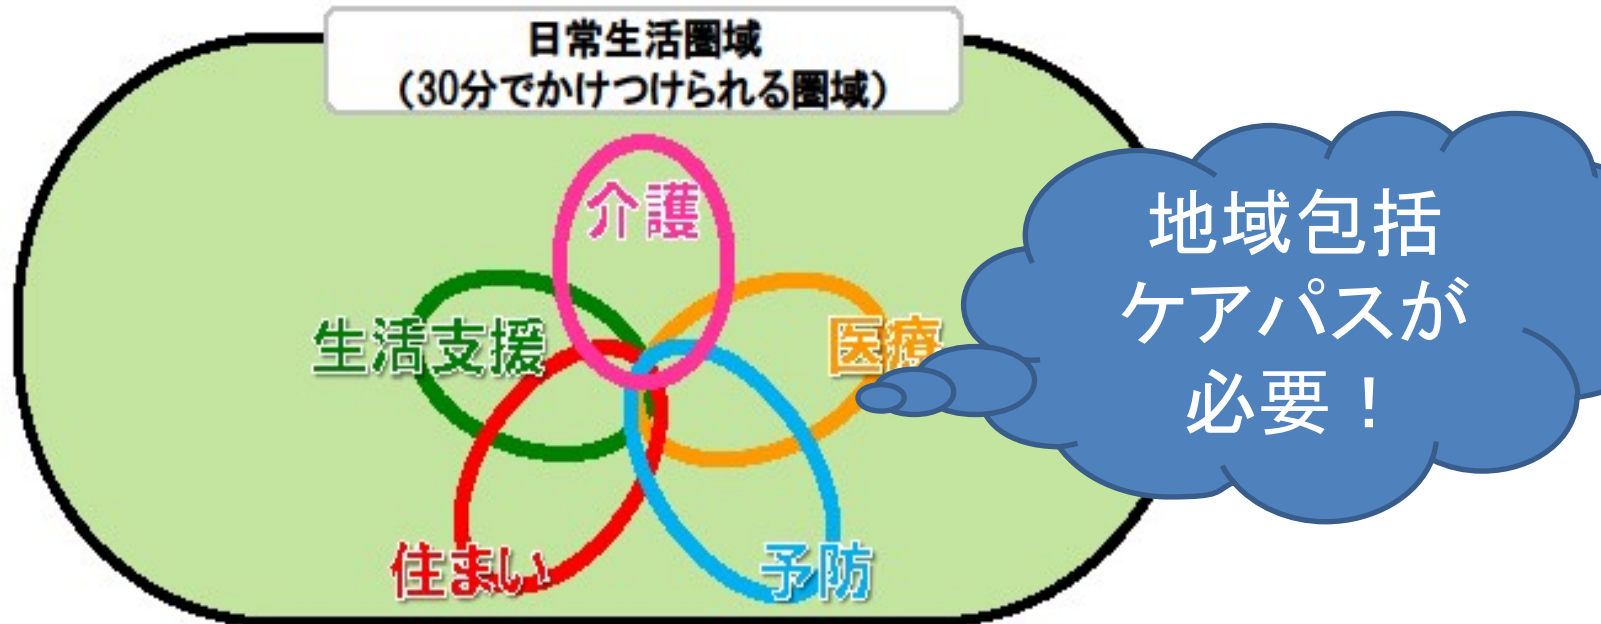 日常生活圏域
（30分でかけつけられる圏域）
介護
生活支援
医療
住まい
予防
地域包括
ケアパスが
必要！